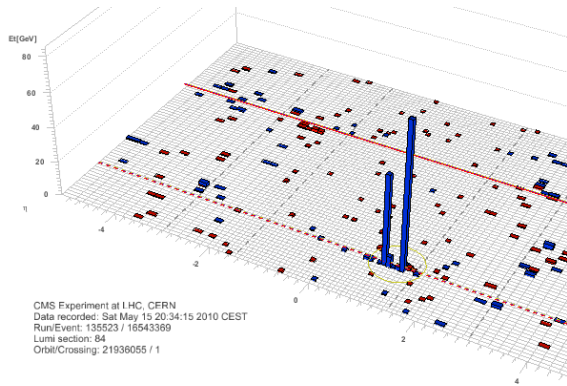 Et[GeV]
80
60
40
20
0
η
-4
-2
0
2
4
CMS Experiment at LHC, CERN
Data recorded: Sat May 15 20:34:15 2010 CEST
Run/Event: 135523 / 16543369
Lumi section: 84
Orbit/Crossing: 21936055 / 1